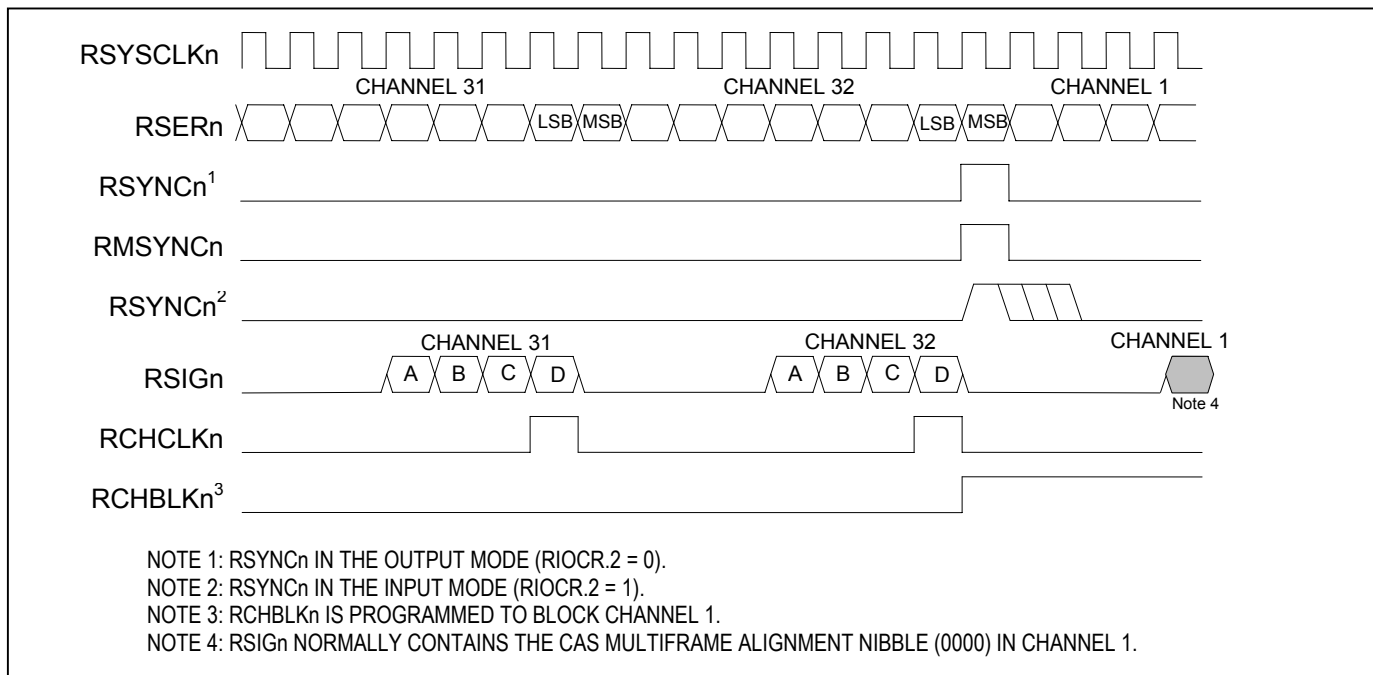 RSYSCLKn
CHANNEL 31 CHANNEL 32 CHANNEL 1
RSERn LSB MSB LSB MSB
RSYNCn1
RMSYNCn
RSYNCn2
CHANNEL 31 CHANNEL 32 CHANNEL 1
RSIGn A B C D A B C D
Note 4
RCHCLKn
RCHBLKn3
NOTE 1: RSYNCn IN THE OUTPUT MODE (RIOCR.2 = 0).
NOTE 2: RSYNCn IN THE INPUT MODE (RIOCR.2 = 1).
NOTE 3: RCHBLKn IS PROGRAMMED TO BLOCK CHANNEL 1.
NOTE 4: RSIGn NORMALLY CONTAINS THE CAS MULTIFRAME ALIGNMENT NIBBLE (0000) IN CHANNEL 1.